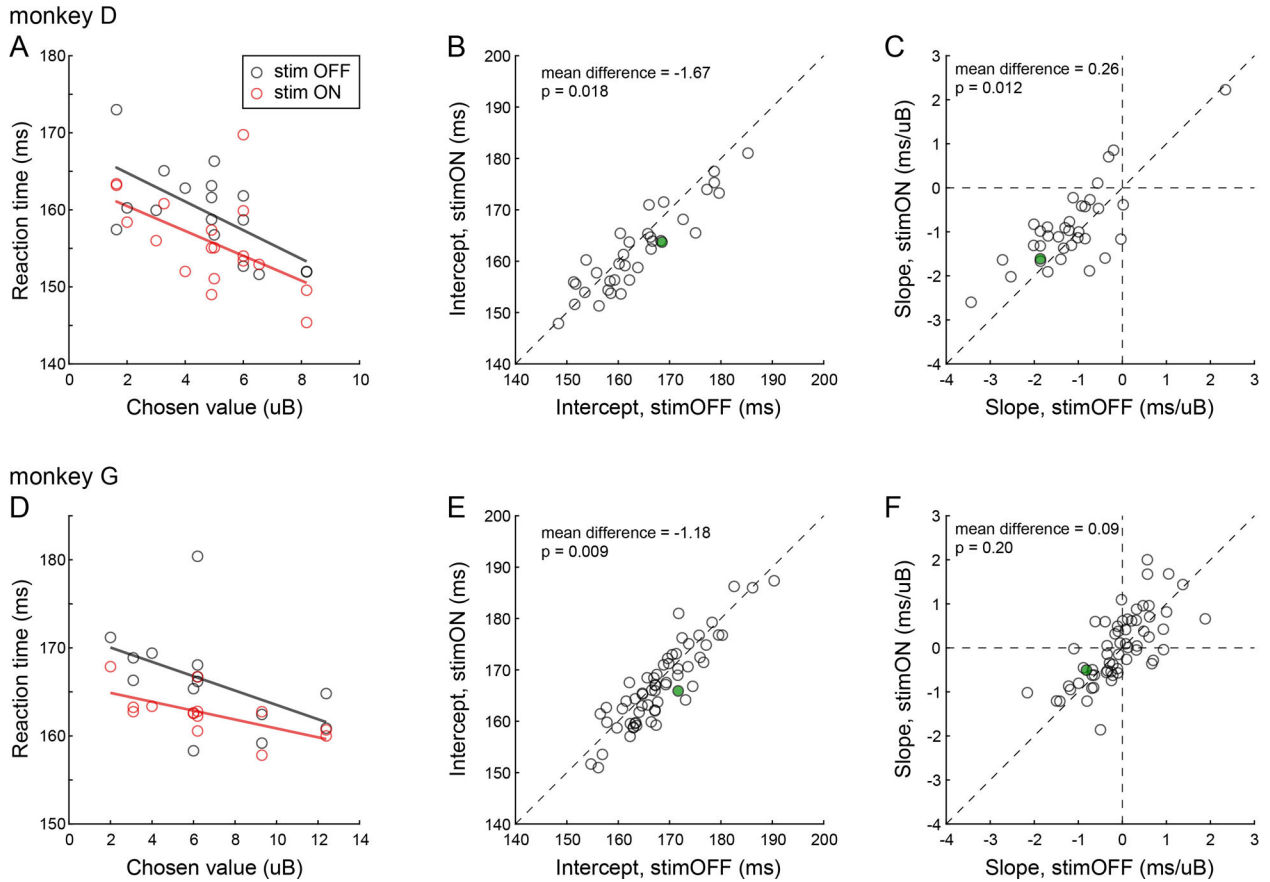 monkey D
A
180
170
160
150
140
0
2
4
6
8
10
Reaction time (ms)
Chosen value (uB)
stim OFF
stim ON
B
200
190
180
170
160
150
140
140
150
160
170
180
190
200
Intercept, stimON (ms)
Intercept, stimOFF (ms)
mean difference = -1.67
p = 0.018
C
3
2
1
0
-1
-2
-3
-4
-4
-3
-2
-1
0
1
2
3
Slope, stimON (ms/uB)
Slope, stimOFF (ms/uB)
mean difference = 0.26
p = 0.012
monkey G
D
180
170
160
150
0
2
4
6
8
10
12
14
Reaction time (ms)
Chosen value (uB)
E
200
190
180
170
160
150
140
140
150
160
170
180
190
200
Intercept, stimON (ms)
Intercept, stimOFF (ms)
mean difference = -1.18
p = 0.009
F
3
2
1
0
-1
-2
-3
-4
-4
-3
-2
-1
0
1
2
3
Slope, stimON (ms/uB)
Slope, stimOFF (ms/uB)
mean difference = 0.09
p = 0.20